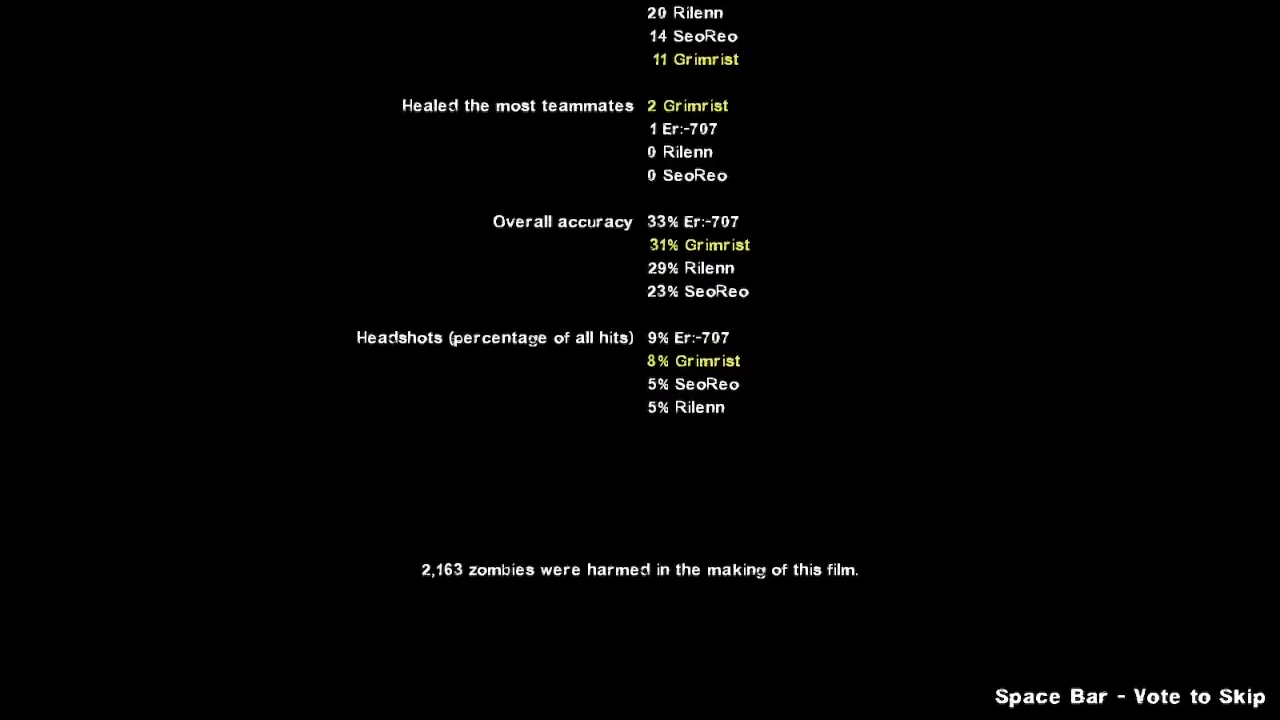 20 Rilenn
14 SeoReo
11 Grimrist
Healed the most teammates 2 Grimrist
1 Er:-707
0 Rilenn
0 SeoReo
Overall accuracy 33% Er:-707
31% Grimrist
29% Rilenn
23% SeoReo
Headshots (percentage of all hits) 9% Er:-707
8% Grimrist
5% SeoReo
5% Rilenn
2,163 zombies were harmed in the making of this film.
Space Bar - Vote to Skip